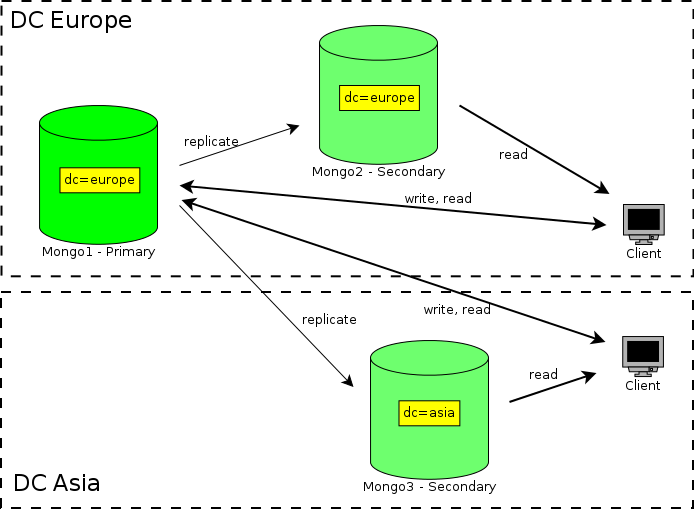 DC Europe
dc=europe
replicate
read
Mongo2 - Secondary
dc=europe
write, read
Mongo1 - Primary
Client
write, read
replicate
read
Client
dc=asia
DC Asia
Mongo3 - Secondary